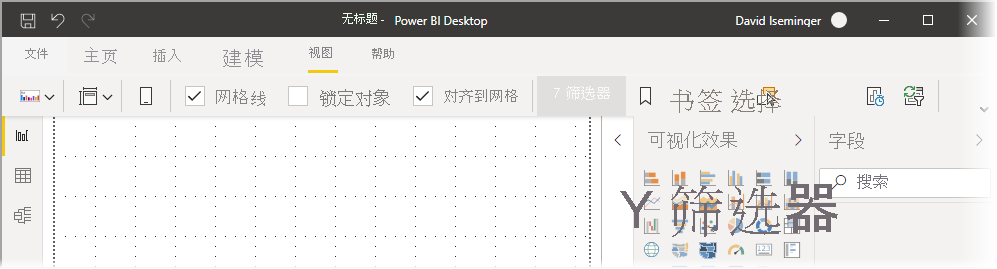 无标题 - Power BI Desktop David Iseminger
文件 主页 插入 建模 视图 帮助
网格线 锁定对象 对齐到网格 7 筛选器 书签 选择
可视化效果 字段
搜索
Y 筛选器
123